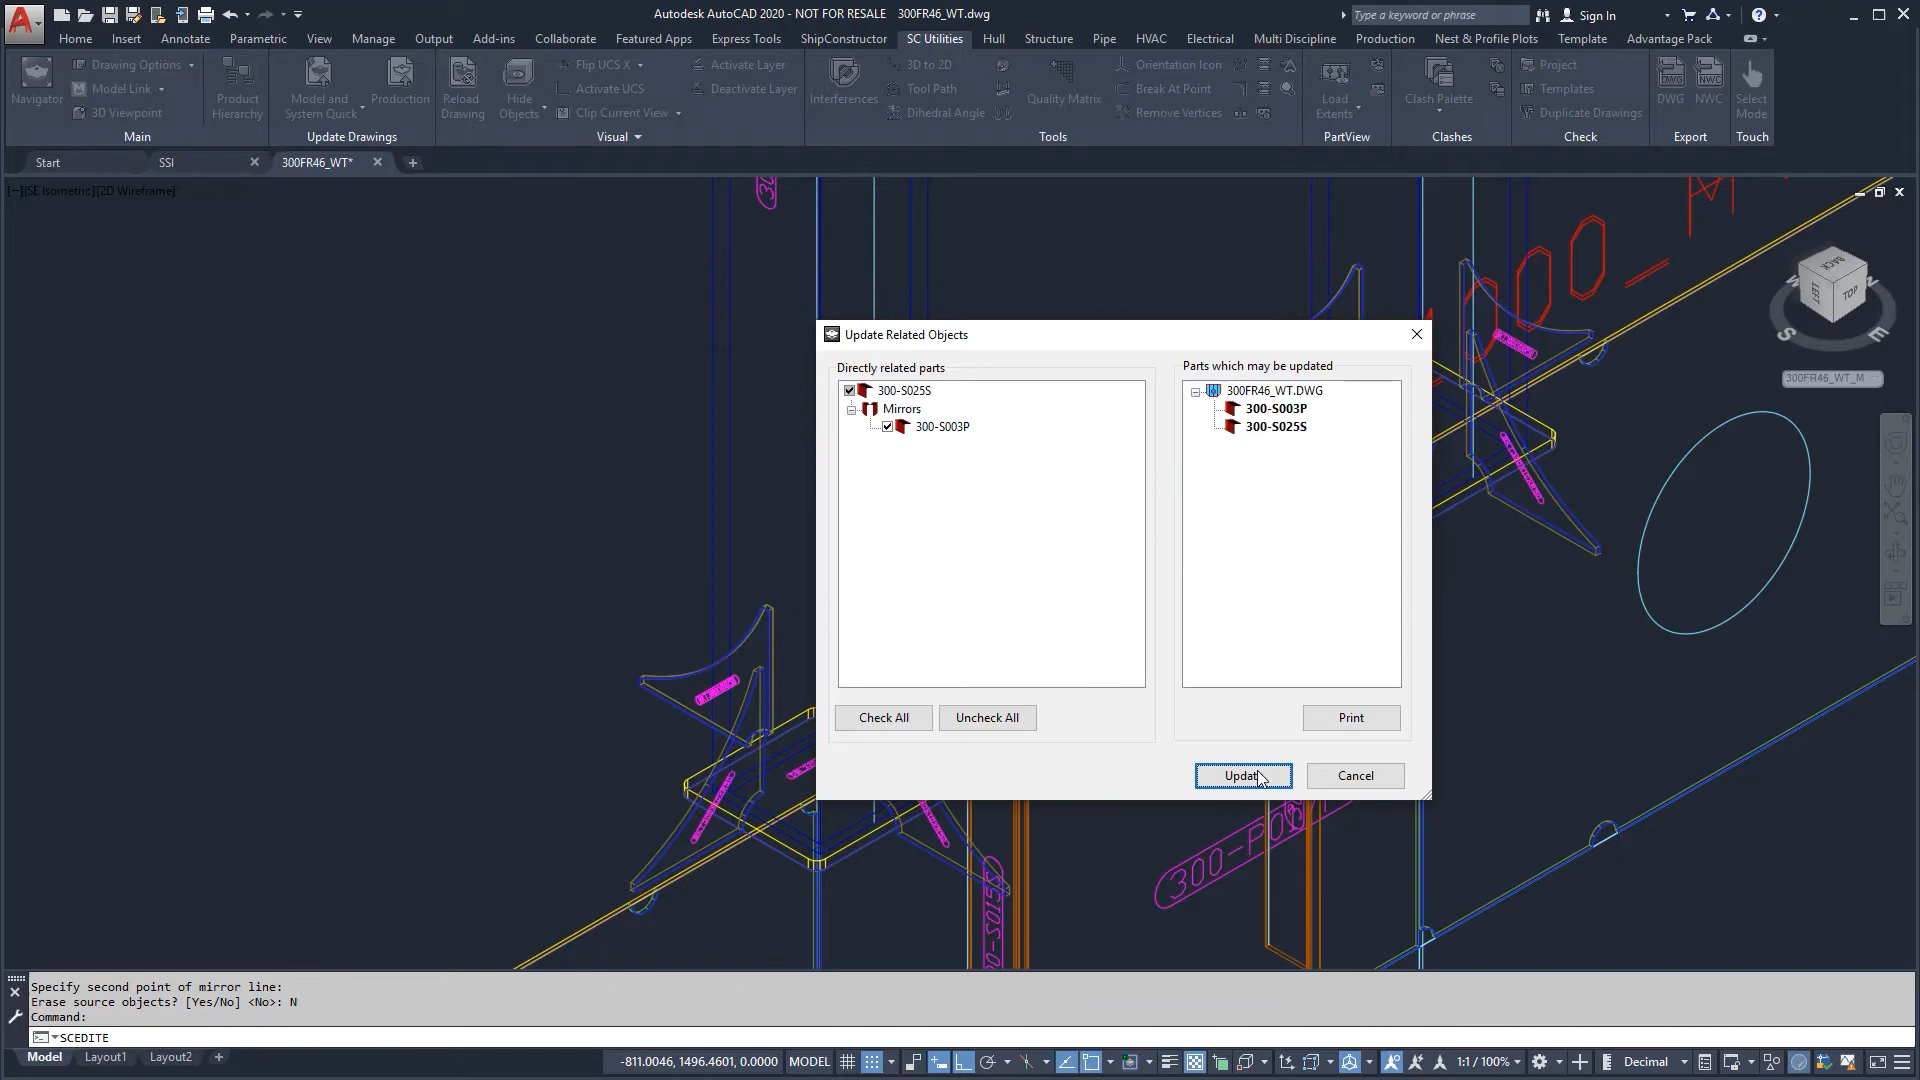 Autodesk AutoCAD 2020 - NOT FOR RESALE 300FR46_WT.dwg
Type a keyword or phrase
Sign In
Home Insert Annotate Parametric View Manage Output Add-ins Collaborate Featured Apps Express Tools ShipConstructor SC Utilities Hull Structure Pipe HVAC Electrical Multi Discipline Production Nest & Profile Plots Template Advantage Pack
Drawing Options Flip UCS X Activate Layer 3D to 2D Orientation Icon Project
Model Link Activate UCS Deactivate Layer Tool Path Break At Point Templates
3D Viewpoint Clip Current View Dihedral Angle Remove Vertices Duplicate Drawings
Navigator Product Hierarchy Model and System Quick Production Reload Drawing Hide Objects Interferences Quality Matrix Load Extents Clash Palette DWG NWC Select Mode
Main Update Drawings Visual Tools PartView Clashes Check Export Touch
Start SSI 300FR46_WT*
[−][SE Isometric][2D Wireframe]
BACK
LEFT
TOP
W
N
S
E
300FR46_WT_M
Update Related Objects
Directly related parts
300-S025S
Mirrors
300-S003P
Check All Uncheck All
Parts which may be updated
300FR46_WT.DWG
300-S003P
300-S025S
Print
Update Cancel
Specify second point of mirror line:
Erase source objects? [Yes/No] <No>: N
Command:
SCEDITE
Model Layout1 Layout2
-811.0046, 1496.4601, 0.0000 MODEL 1:1 / 100% Decimal